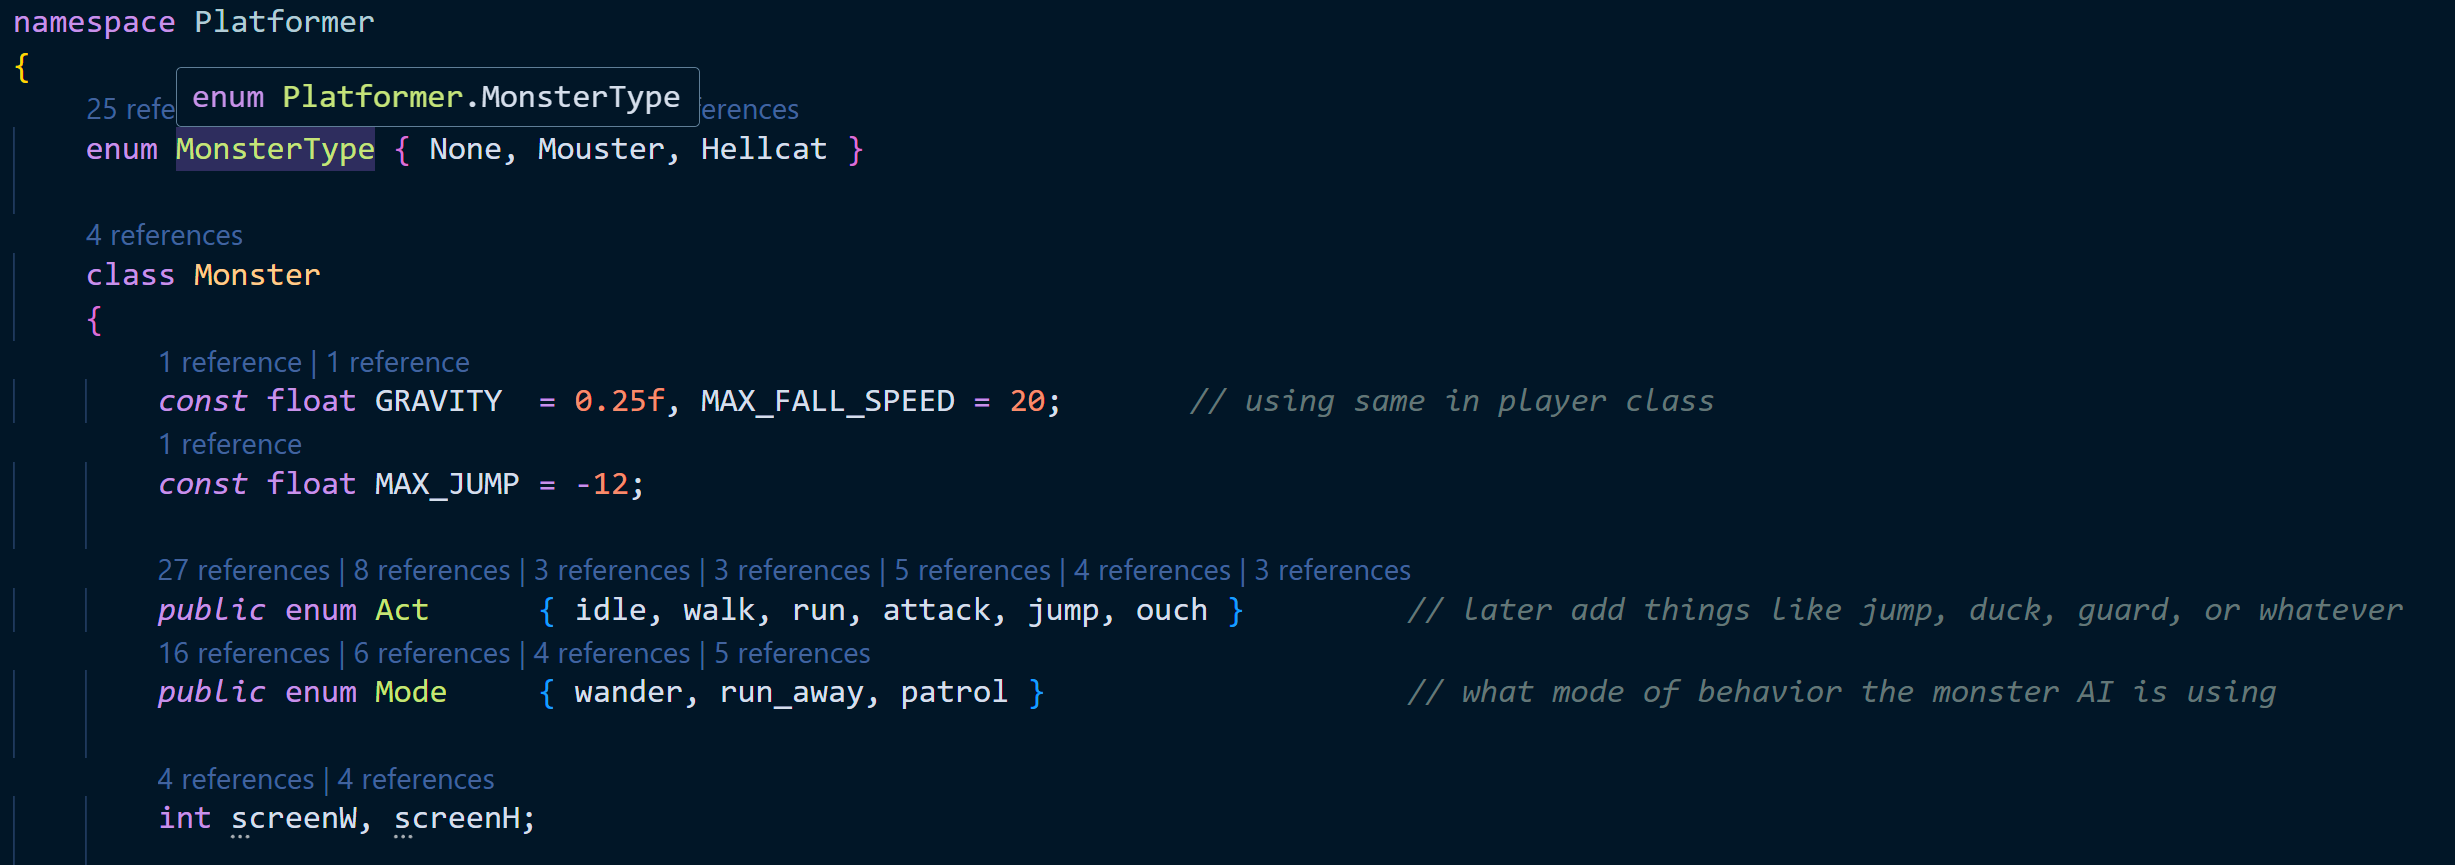 namespace Platformer
{
enum Platformer.MonsterType
25 refe erences
enum MonsterType { None, Mouster, Hellcat }
4 references
class Monster
{
1 reference | 1 reference
const float GRAVITY  = 0.25f, MAX_FALL_SPEED = 20;       // using same in player class
1 reference
const float MAX_JUMP = -12;
27 references | 8 references | 3 references | 3 references | 5 references | 4 references | 3 references
public enum Act      { idle, walk, run, attack, jump, ouch }         // later add things like jump, duck, guard, or whatever
16 references | 6 references | 4 references | 5 references
public enum Mode     { wander, run_away, patrol }                    // what mode of behavior the monster AI is using
4 references | 4 references
int screenW, screenH;